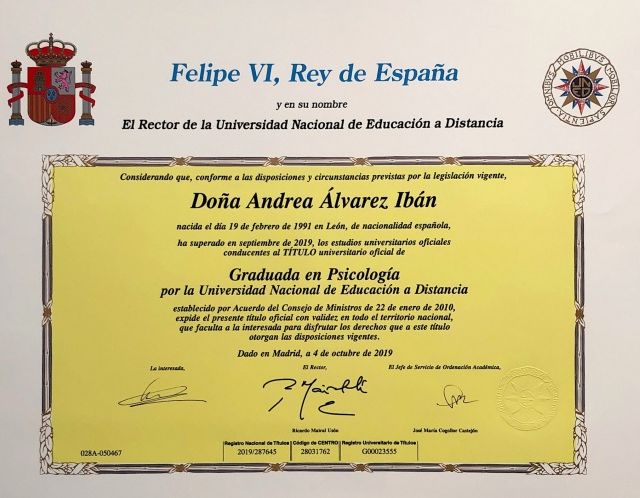 Felipe VI, Rey de España
y en su nombre
El Rector de la Universidad Nacional de Educación a Distancia
Considerando que, conforme a las disposiciones y circunstancias previstas por la legislación vigente,
Doña Andrea Álvarez Ibán
nacida el día 19 de febrero de 1991 en León, de nacionalidad española,
ha superado en septiembre de 2019, los estudios universitarios oficiales
conducentes al TÍTULO universitario oficial de
Graduada en Psicología
por la Universidad Nacional de Educación a Distancia
establecido por Acuerdo del Consejo de Ministros de 22 de enero de 2010,
expide el presente título oficial con validez en todo el territorio nacional,
que faculta a la interesada para disfrutar los derechos que a este título
otorgan las disposiciones vigentes.
Dado en Madrid, a 4 de octubre de 2019
La interesada, El Rector, El Jefe de Servicio de Ordenación Académica,
Ricardo Mairal Usón José María Cogollor
028A-050467
Registro Nacional de Títulos Código de CENTRO Registro Universitario de Títulos
2019/287645 28031762 G00023555